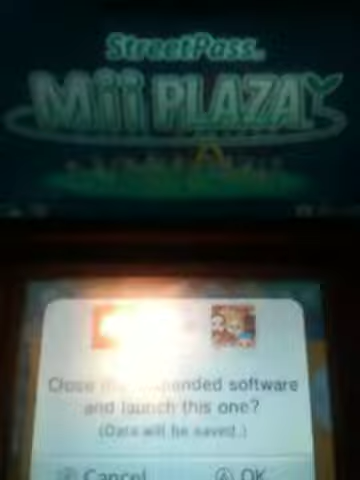 StreetPass
Mii PLAZA
Close the suspended software
and launch this one?
(Data will be saved.)
Cancel
Ⓐ OK